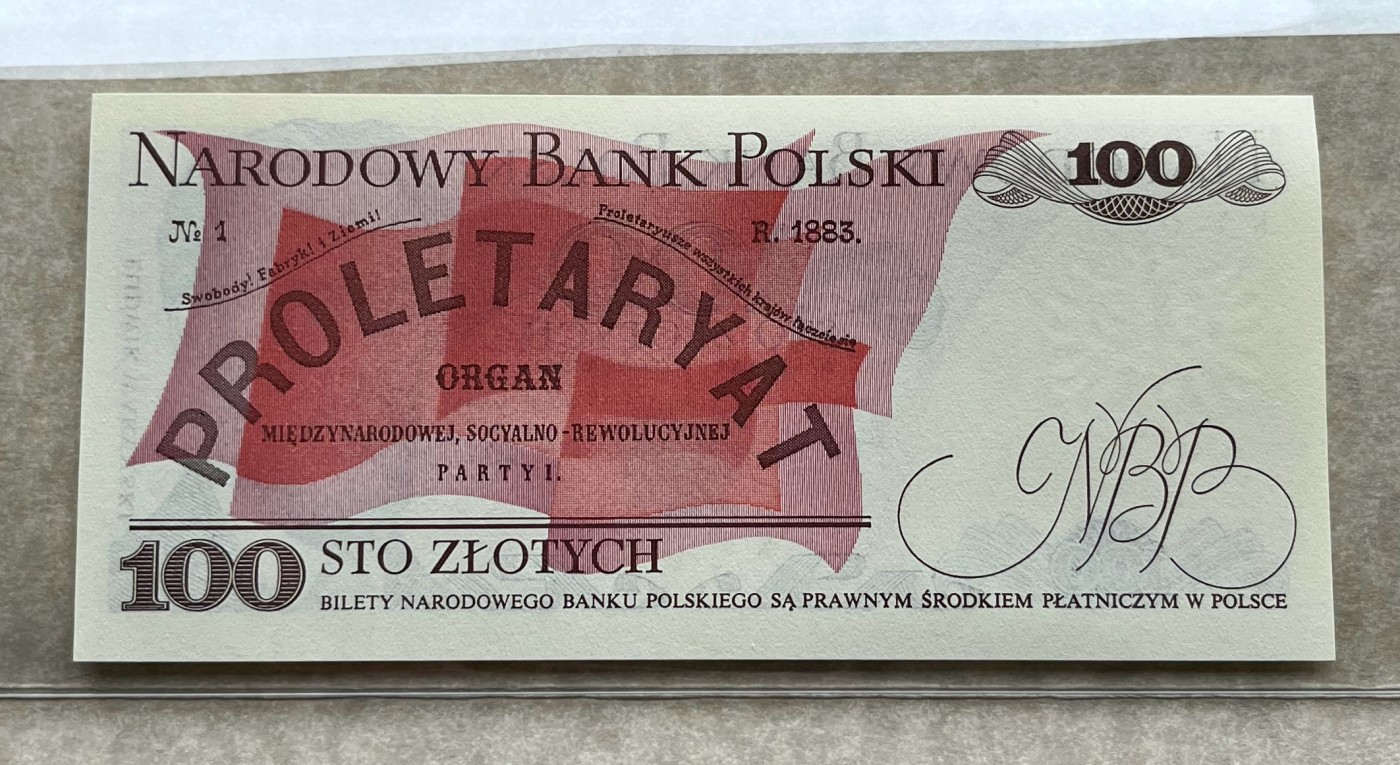 NARODOWY BANK POLSKI 100
№ 1 R. 1883.
Swobody! Fabryk! i Ziemi!
Proletaryusze wszystkich krajów łączcie się
PROLETARYAT
ORGAN
MIĘDZYNARODOWEJ, SOCYALNO-REWOLUCYJNEJ
PARTYI.
NBP
100 STO ZŁOTYCH
BILETY NARODOWEGO BANKU POLSKIEGO SĄ PRAWNYM ŚRODKIEM PŁATNICZYM W POLSCE